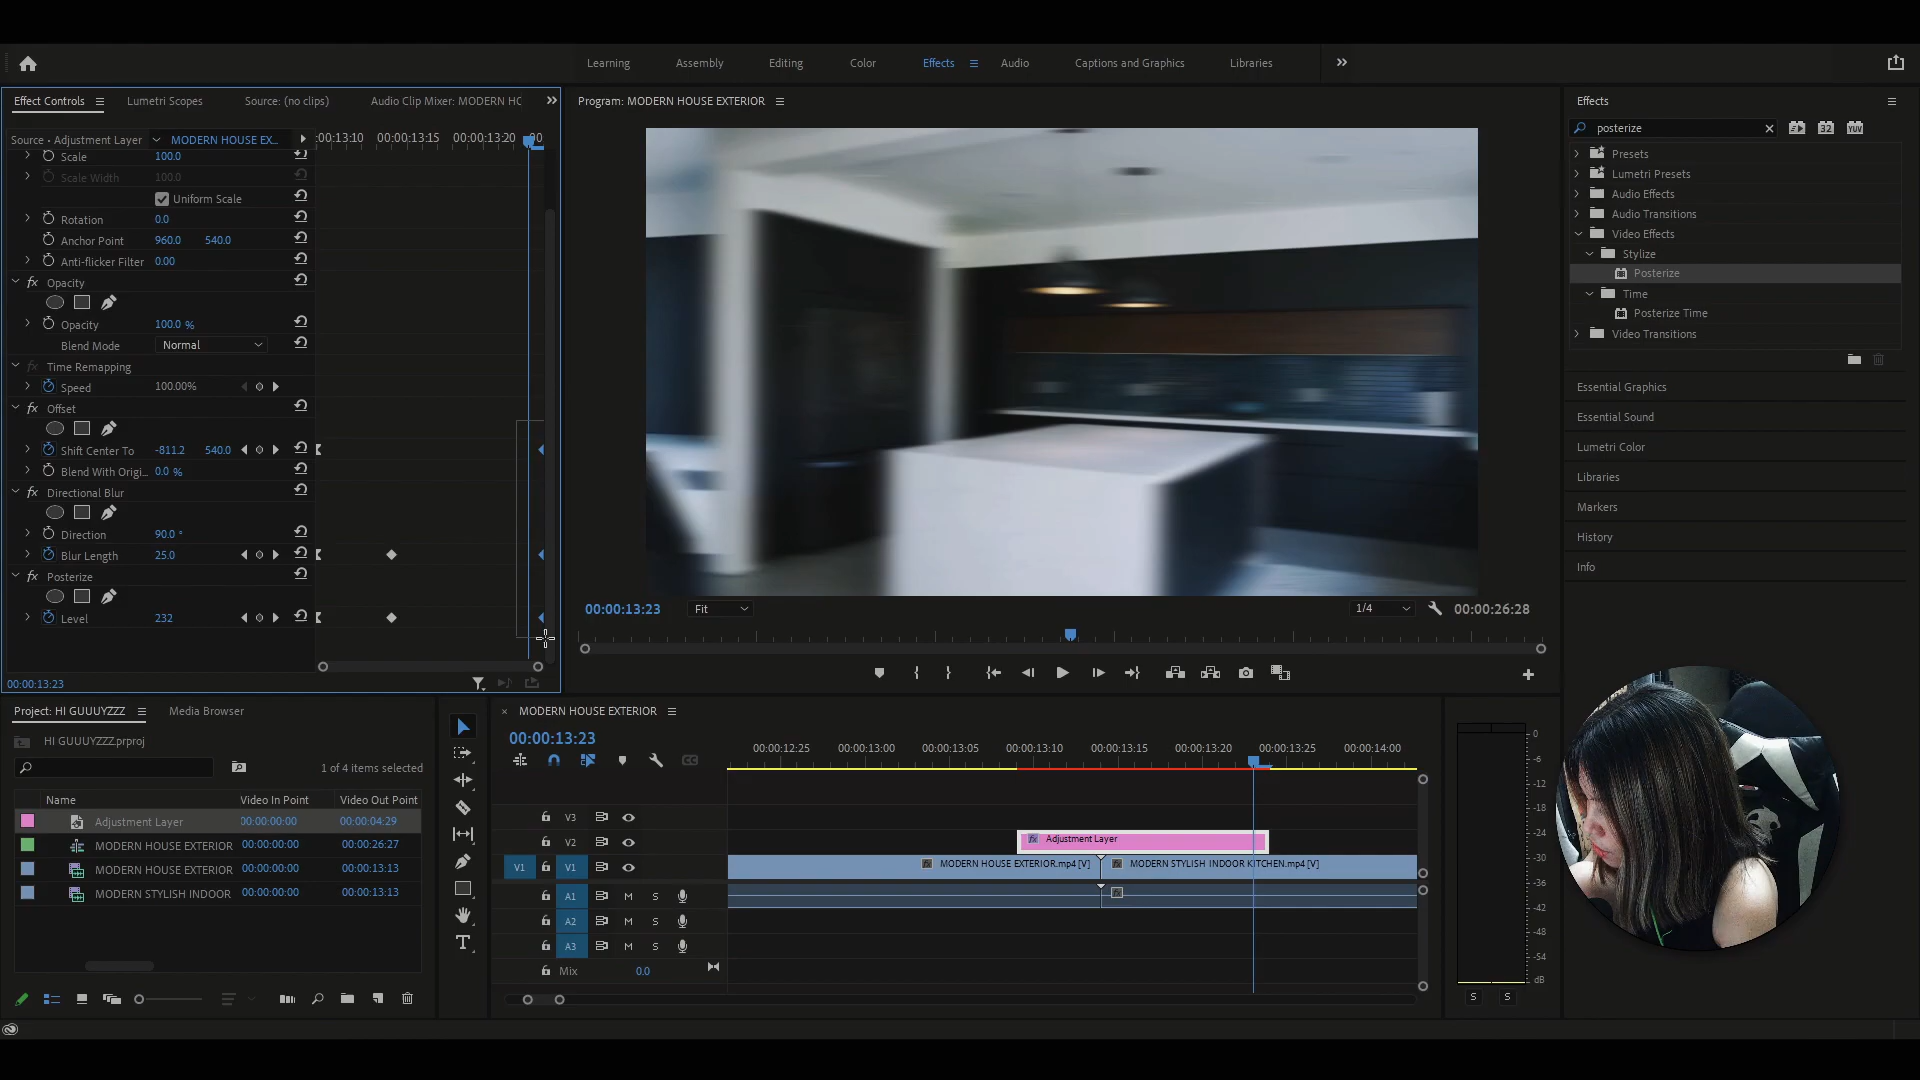 Learning Assembly Editing Color Effects Audio Captions and Graphics Libraries
Effect Controls Lumetri Scopes Source: (no clips) Audio Clip Mixer: MODERN HC
Source • Adjustment Layer MODERN HOUSE EX...
:00:13:10 00:00:13:15 00:00:13:20 00
Scale 100.0
Scale Width 100.0
Uniform Scale
Rotation 0.0
Anchor Point 960.0 540.0
Anti-flicker Filter 0.00
fx Opacity
Opacity 100.0 %
Blend Mode Normal
fx Time Remapping
Speed 100.00%
fx Offset
Shift Center To -811.2 540.0
Blend With Origi... 0.0 %
fx Directional Blur
Direction 90.0 °
Blur Length 25.0
fx Posterize
Level 232
00:00:13:23
Program: MODERN HOUSE EXTERIOR
00:00:13:23 Fit 1/4 00:00:26:28
Effects
posterize
32 YUV
Presets
Lumetri Presets
Audio Effects
Audio Transitions
Video Effects
Stylize
Posterize
Time
Posterize Time
Video Transitions
Essential Graphics
Essential Sound
Lumetri Color
Libraries
Markers
History
Info
Project: HI GUUUYZZZ Media Browser
HI GUUUYZZZ.prproj
1 of 4 items selected
Name Video In Point Video Out Point
Adjustment Layer 00:00:00:00 00:00:04:29
MODERN HOUSE EXTERIOR 00:00:00:00 00:00:26:27
MODERN HOUSE EXTERIOR 00:00:00:00 00:00:13:13
MODERN STYLISH INDOOR 00:00:00:00 00:00:13:13
T
× MODERN HOUSE EXTERIOR
00:00:13:23
00:00:12:25 00:00:13:00 00:00:13:05 00:00:13:10 00:00:13:15 00:00:13:20 00:00:13:25 00:00:14:00
V3
V2
fx Adjustment Layer
V1 V1
fx MODERN HOUSE EXTERIOR.mp4 [V] fx MODERN STYLISH INDOOR KITCHEN.mp4 [V]
A1 M S
A2 M S
A3 M S
Mix 0.0
0
-6
-12
-18
-24
-30
-36
-42
-48
-54
dB
S S